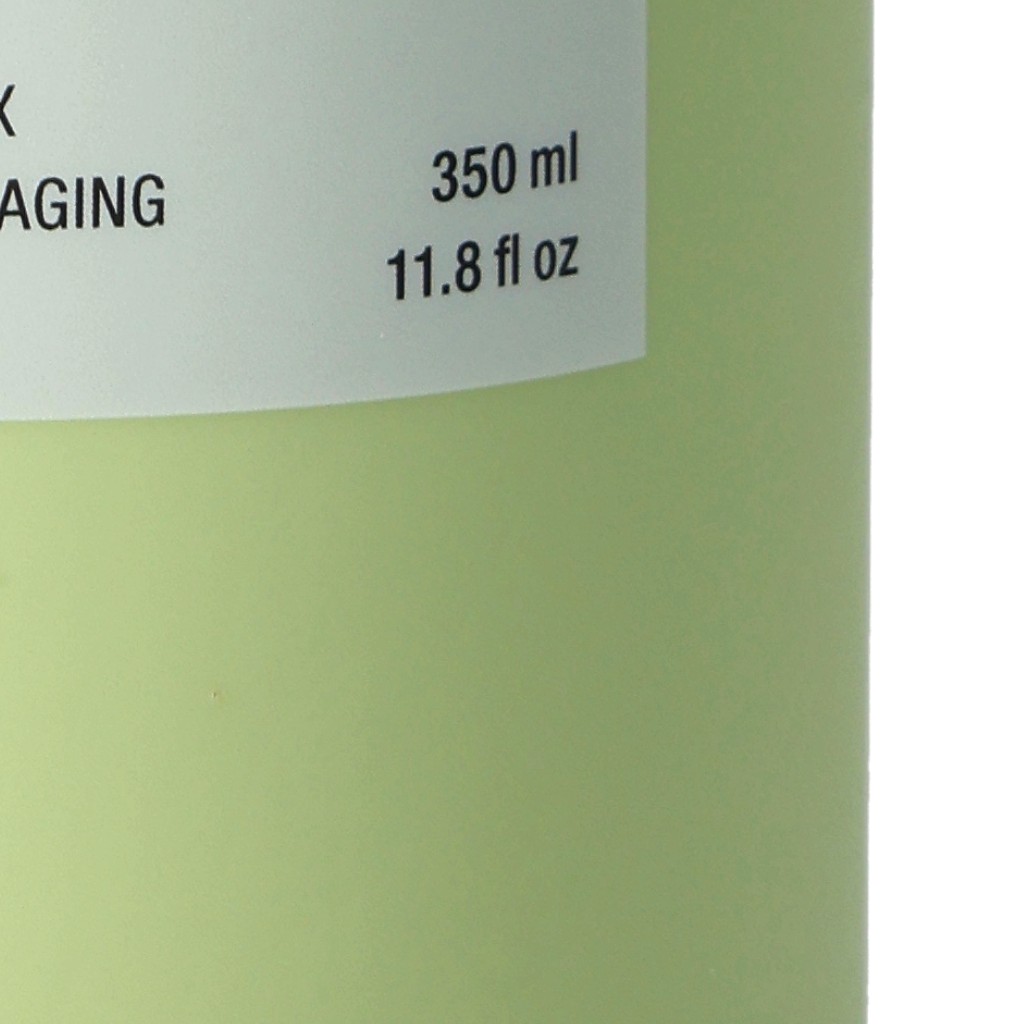 X
AGING
350 ml
11.8 fl oz